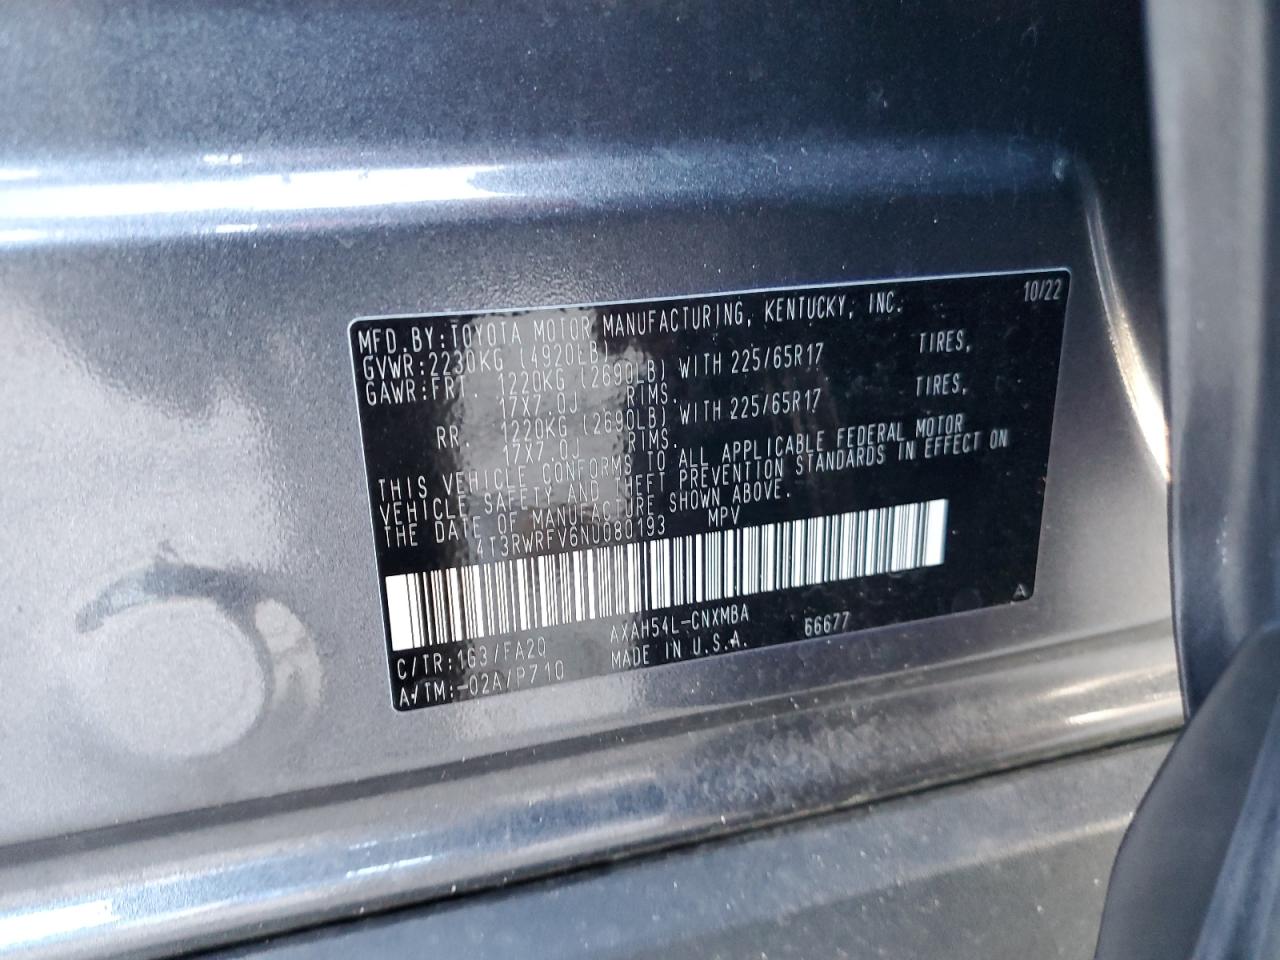 MFD. BY: TOYOTA MOTOR MANUFACTURING, KENTUCKY, INC. 10/22
GVWR: 2230KG (4920LB)
GAWR: FRT. 1220KG (2690LB) WITH 225/65R17 TIRES,
17X7.0J RIMS.
RR. 1220KG (2690LB) WITH 225/65R17 TIRES,
17X7.0J RIMS.
THIS VEHICLE CONFORMS TO ALL APPLICABLE FEDERAL MOTOR
VEHICLE SAFETY AND THEFT PREVENTION STANDARDS IN EFFECT ON
THE DATE OF MANUFACTURE SHOWN ABOVE.
4T3RWRFV6NU080193 MPV
C/TR: 1G3/FA20 AXAH54L-CNXMBA 66677 A
A/TM: -02A/P710 MADE IN U.S.A.